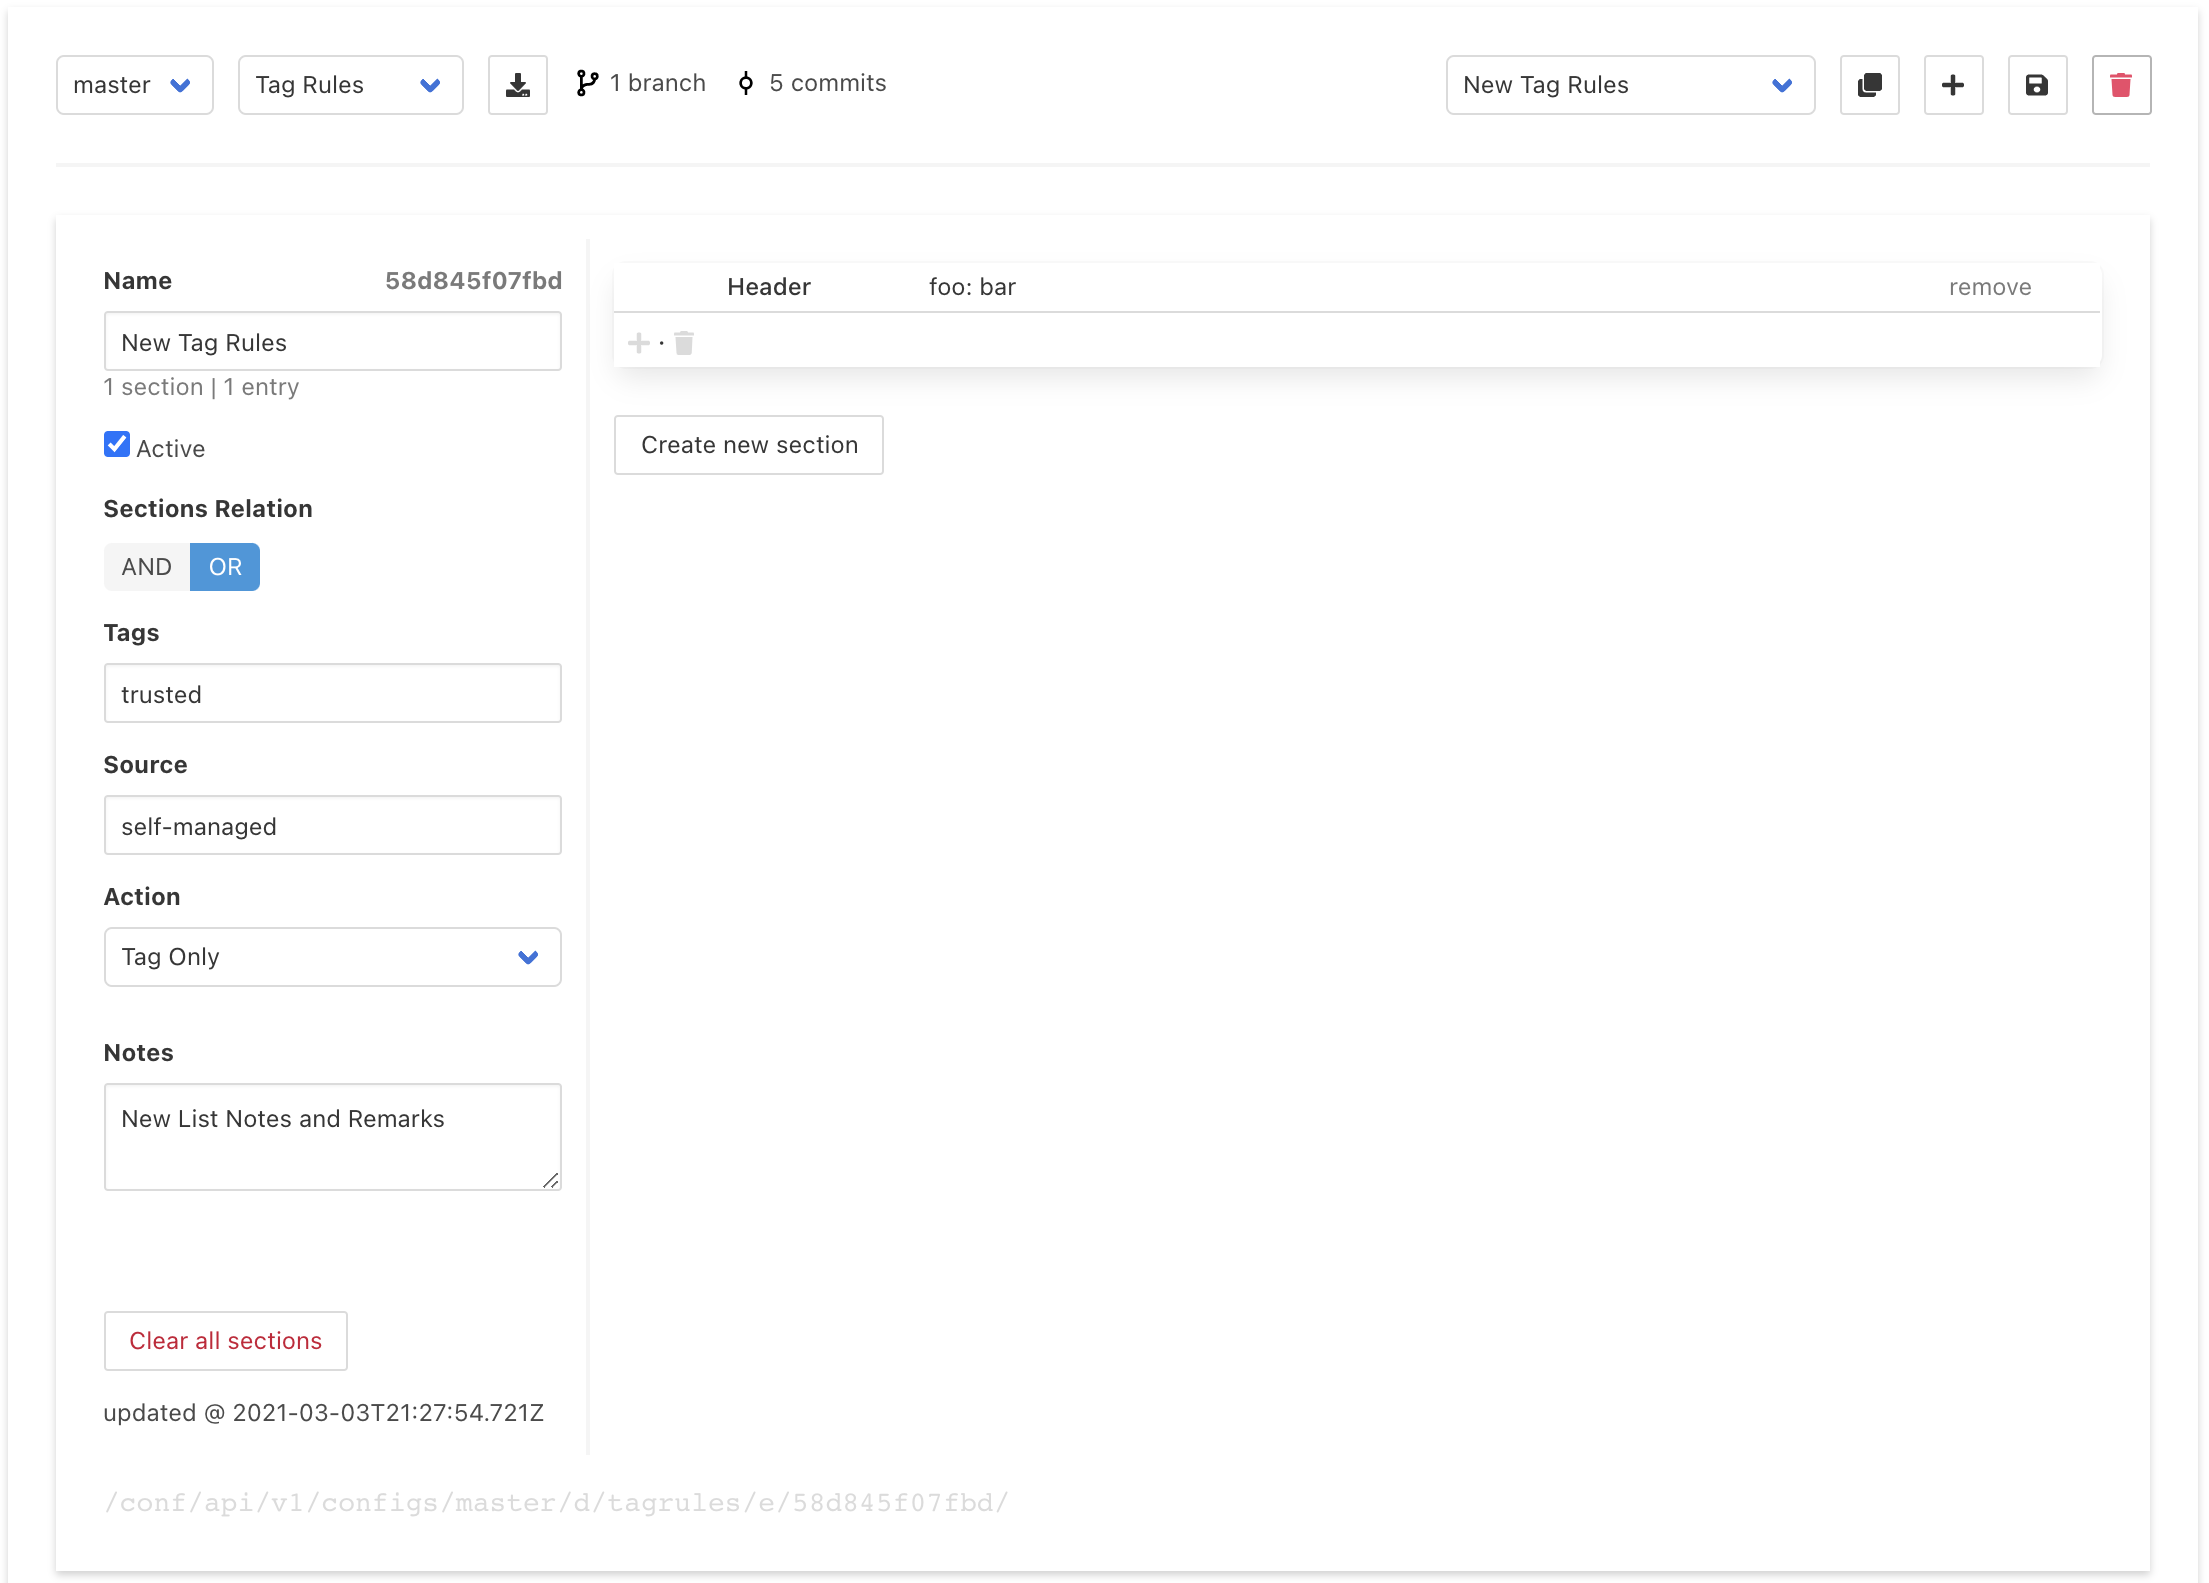 master
Tag Rules
1 branch
5 commits
New Tag Rules
Name 58d845f07fbd
New Tag Rules
1 section | 1 entry
Active
Sections Relation
AND OR
Tags
trusted
Source
self-managed
Action
Tag Only
Notes
New List Notes and Remarks
Clear all sections
updated @ 2021-03-03T21:27:54.721Z
Header foo: bar remove
Create new section
/conf/api/v1/configs/master/d/tagrules/e/58d845f07fbd/